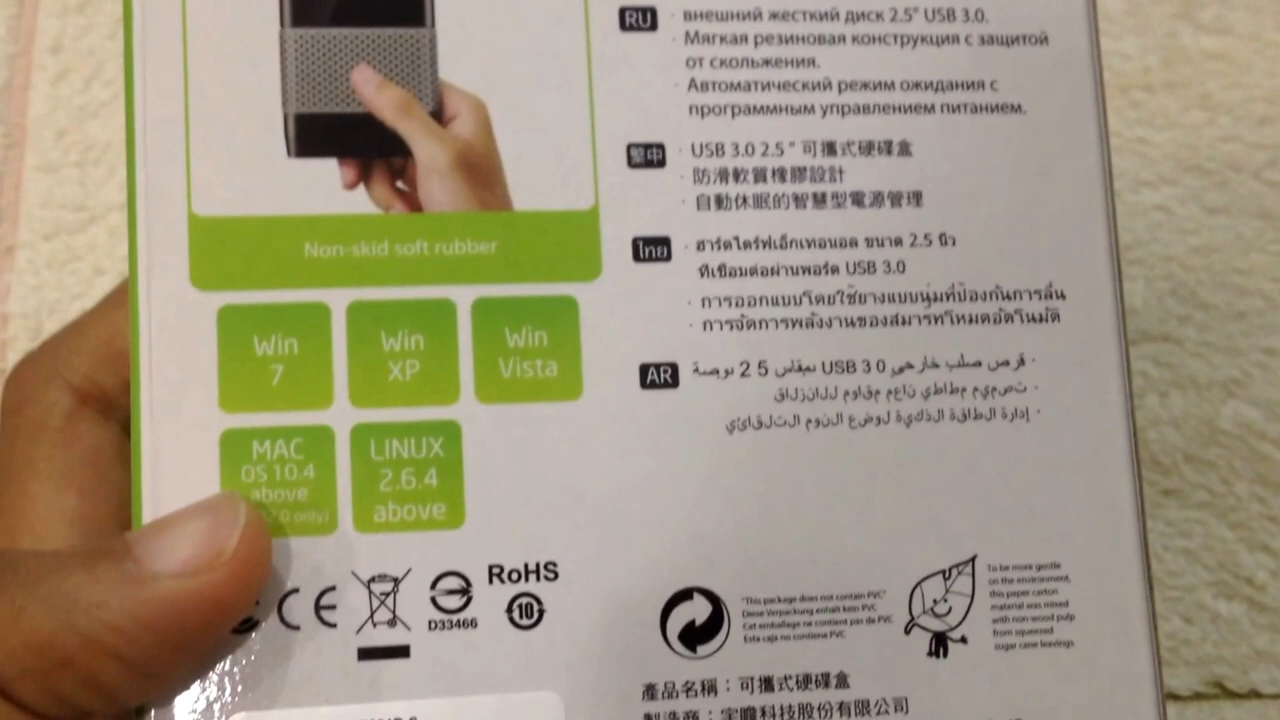 Non-skid soft rubber
Win
7
Win
XP
Win
Vista
MAC
OS 10.4
above
2.0 only)
LINUX
2.6.4
above
CE
D33466
RoHS
10
RU
· внешний жесткий диск 2.5" USB 3.0.
· Мягкая резиновая конструкция с защитой
от скольжения.
· Автоматический режим ожидания с
программным управлением питанием.
繁中
· USB 3.0 2.5 " 可攜式硬碟盒
· 防滑軟質橡膠設計
· 自動休眠的智慧型電源管理
ไทย
· ฮาร์ดไดร์ฟเอ็กเทอนอล ขนาด 2.5 นิ้ว
ที่เชื่อมต่อผ่านพอร์ต USB 3.0
· การออกแบบโดยใช้ยางแบบนุ่มที่ป้องกันการลื่น
· การจัดการพลังงานของสมาร์ทโหมดอัตโนมัติ
AR
· قرص صلب خارجي USB 3 0 بمقاس 2 5 بوصة
· تصميم مطاطي ناعم مقاوم للانزلاق
· إدارة الطاقة الذكية لوضع النوم التلقائي
"This package does not contain PVC"
Diese Verpackung enhält kein PVC
Cet emballage ne contient pas de PVC
Esta caja no contiene PVC
To be more gentle
on the environment,
this paper carton
material was mixed
with non-wood pulp
from squeezed
sugar cane leavings.
產品名稱：可攜式硬碟盒
製造商：宇瞻科技股份有限公司